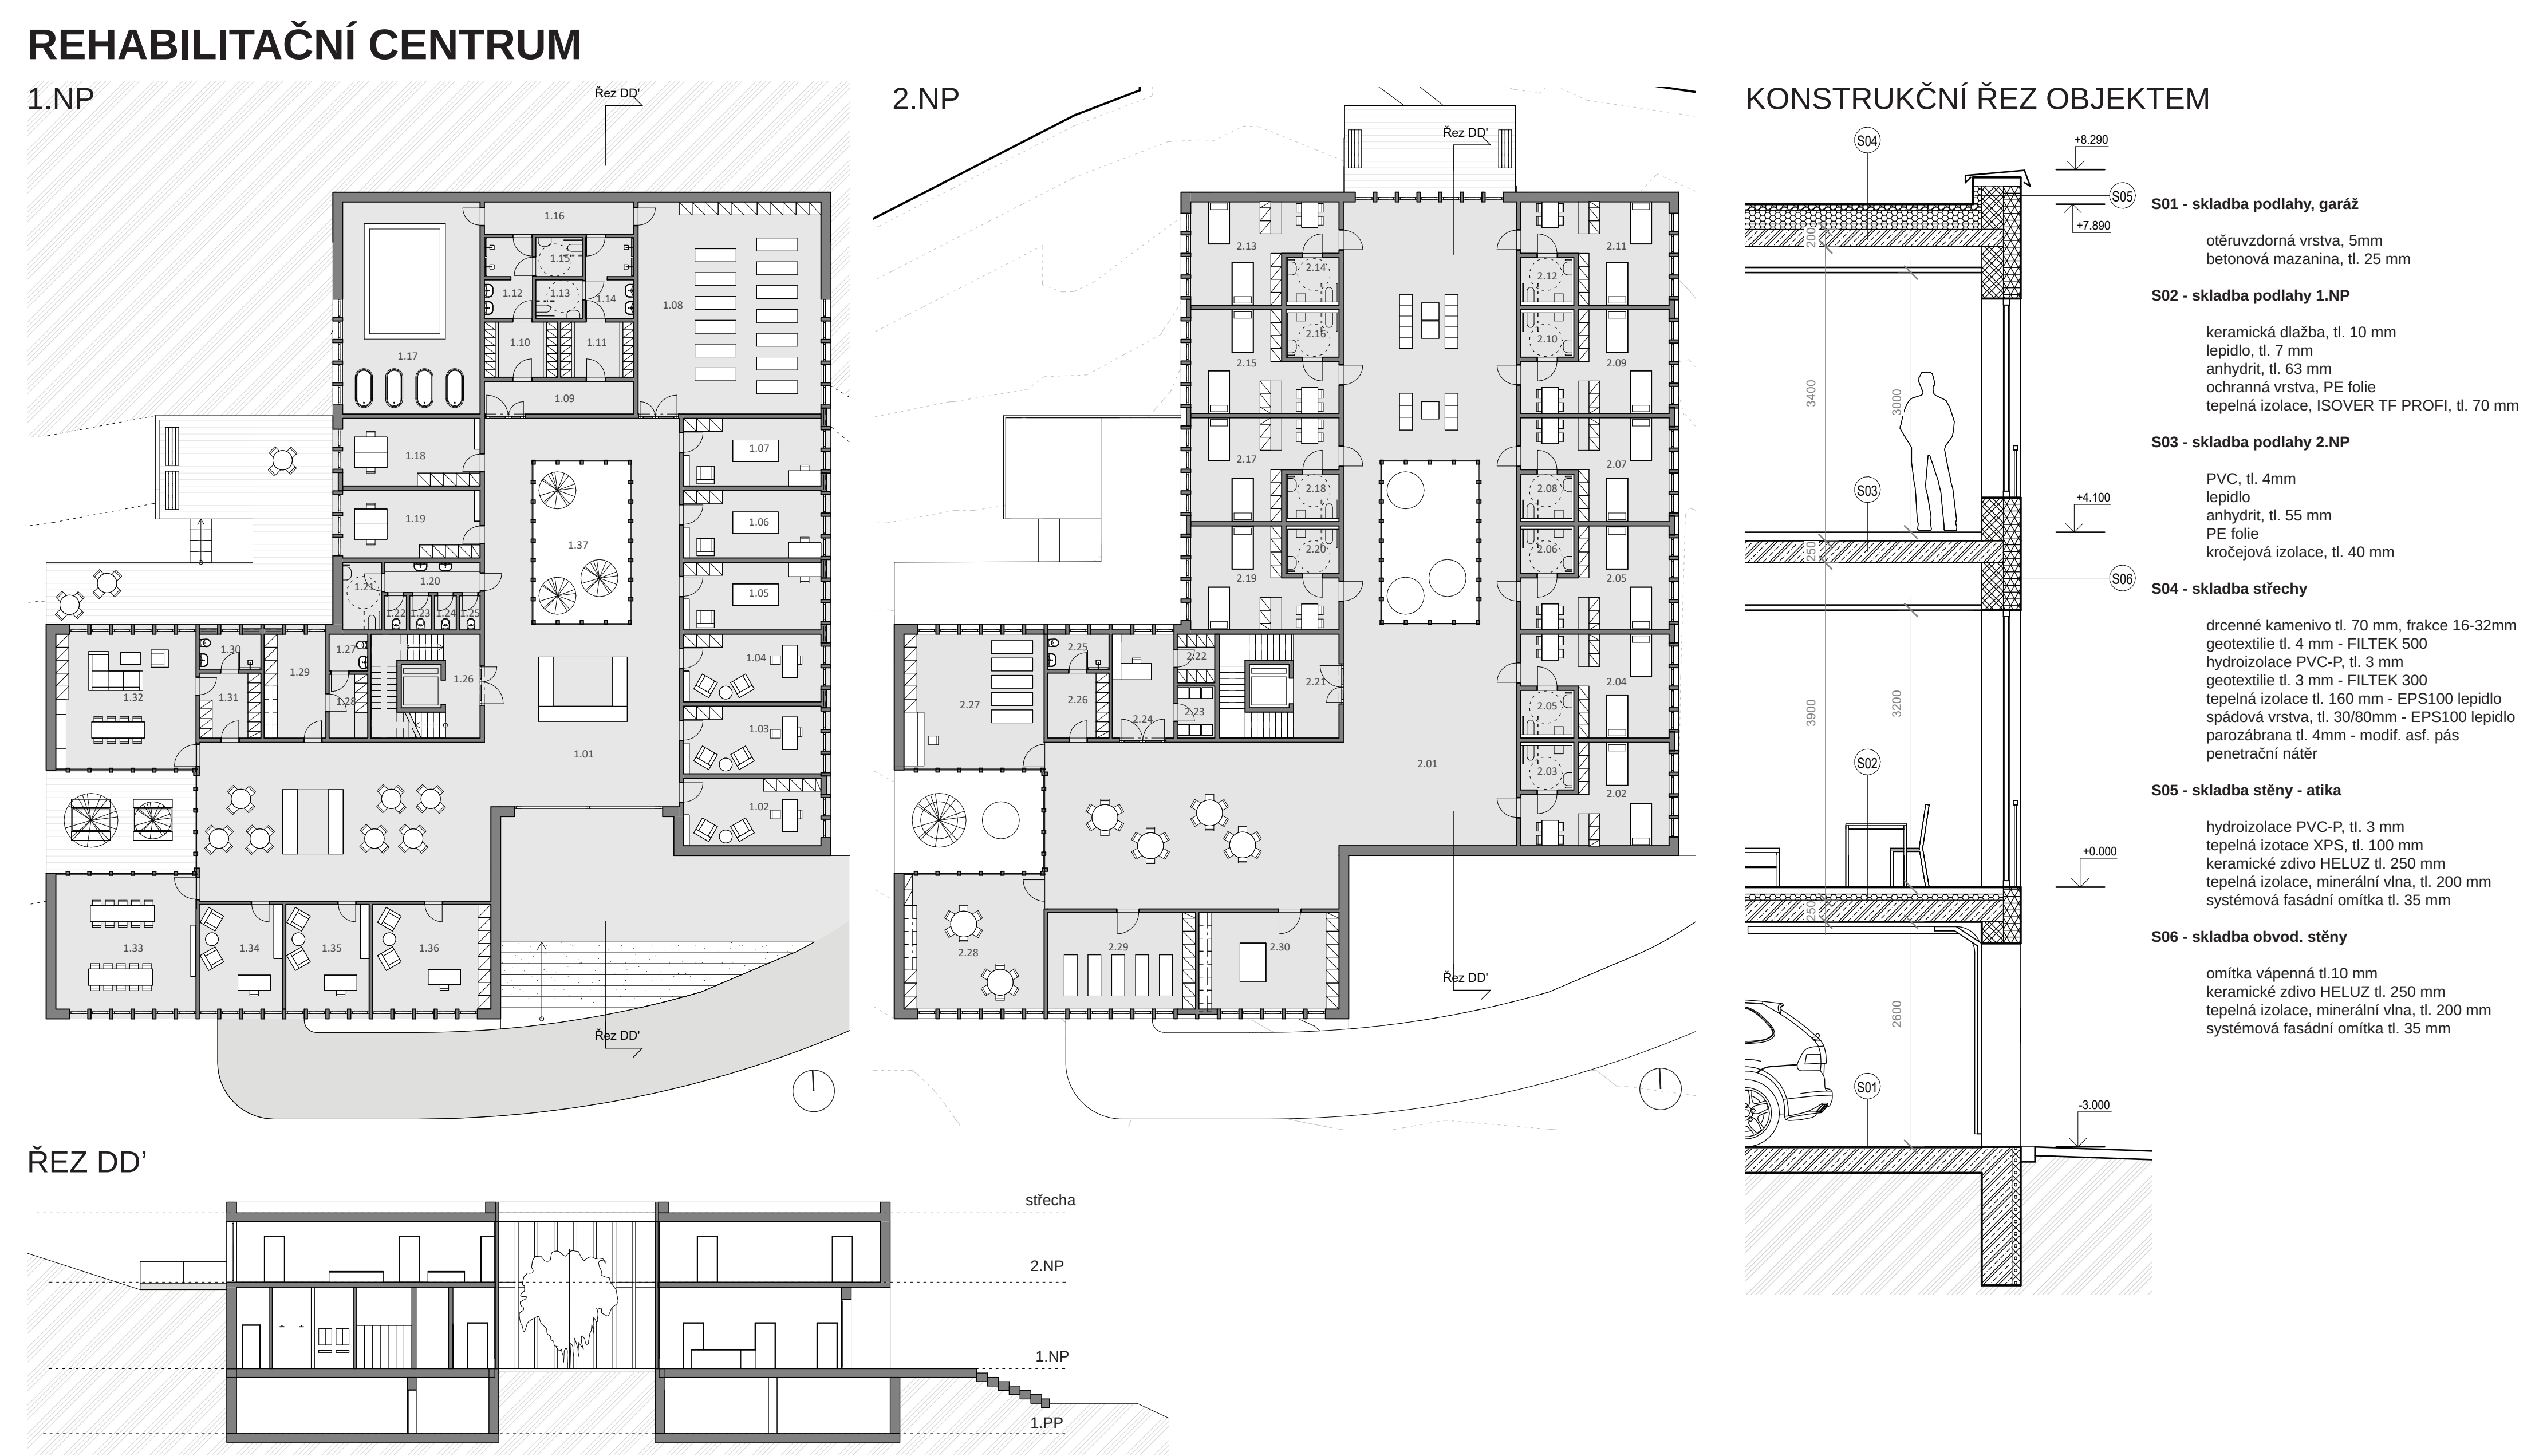 REHABILITAČNÍ CENTRUM
1.NP
Řez DD'
1.16
1.15
1.12
1.13
1.14
1.08
1.10
1.11
1.17
1.09
1.18
1.07
1.19
1.06
1.37
1.20
1.21
1.05
1.22
1.23
1.24
1.25
1.30
1.27
1.04
1.29
1.26
1.32
1.31
1.28
1.03
1.01
1.02
1.33
1.34
1.35
1.36
Řez DD'
2.NP
Řez DD'
2.13
2.11
2.14
2.12
2.16
2.10
2.15
2.09
2.17
2.07
2.18
2.08
2.20
2.06
2.19
2.05
2.25
2.22
2.21
2.04
2.26
2.27
2.23
2.24
2.05
2.01
2.03
2.02
2.28
2.29
2.30
Řez DD'
ŘEZ DD’
střecha
2.NP
1.NP
1.PP
KONSTRUKČNÍ ŘEZ OBJEKTEM
S04
+8.290
S05
+7.890
200
3400
3000
S03
+4.100
250
S06
3900
3200
S02
+0.000
250
2600
S01
-3.000
S01 - skladba podlahy, garáž
otěruvzdorná vrstva, 5mm
betonová mazanina, tl. 25 mm
S02 - skladba podlahy 1.NP
keramická dlažba, tl. 10 mm
lepidlo, tl. 7 mm
anhydrit, tl. 63 mm
ochranná vrstva, PE folie
tepelná izolace, ISOVER TF PROFI, tl. 70 mm
S03 - skladba podlahy 2.NP
PVC, tl. 4mm
lepidlo
anhydrit, tl. 55 mm
PE folie
kročejová izolace, tl. 40 mm
S04 - skladba střechy
drcenné kamenivo tl. 70 mm, frakce 16-32mm
geotextilie tl. 4 mm - FILTEK 500
hydroizolace PVC-P, tl. 3 mm
geotextilie tl. 3 mm - FILTEK 300
tepelná izolace tl. 160 mm - EPS100 lepidlo
spádová vrstva, tl. 30/80mm - EPS100 lepidlo
parozábrana tl. 4mm - modif. asf. pás
penetrační nátěr
S05 - skladba stěny - atika
hydroizolace PVC-P, tl. 3 mm
tepelná izotace XPS, tl. 100 mm
keramické zdivo HELUZ tl. 250 mm
tepelná izolace, minerální vlna, tl. 200 mm
systémová fasádní omítka tl. 35 mm
S06 - skladba obvod. stěny
omítka vápenná tl.10 mm
keramické zdivo HELUZ tl. 250 mm
tepelná izolace, minerální vlna, tl. 200 mm
systémová fasádní omítka tl. 35 mm